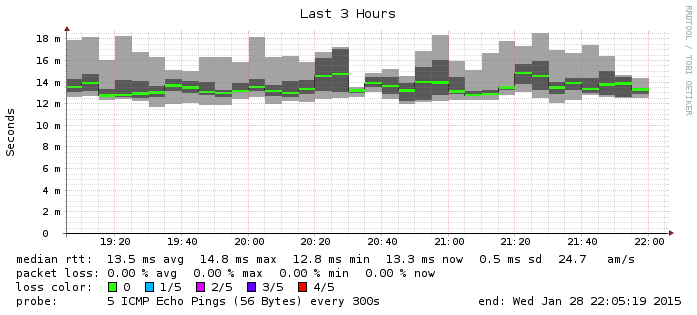 Last 3 Hours
RRDTOOL / TOBI OETIKER
Seconds
18 m
16 m
14 m
12 m
10 m
8 m
6 m
4 m
2 m
0
19:20 19:40 20:00 20:20 20:40 21:00 21:20 21:40 22:00
median rtt: 13.5 ms avg 14.8 ms max 12.8 ms min 13.3 ms now 0.5 ms sd 24.7 am/s
packet loss: 0.00 % avg 0.00 % max 0.00 % min 0.00 % now
loss color: 0 1/5 2/5 3/5 4/5
probe: 5 ICMP Echo Pings (56 Bytes) every 300s end: Wed Jan 28 22:05:19 2015